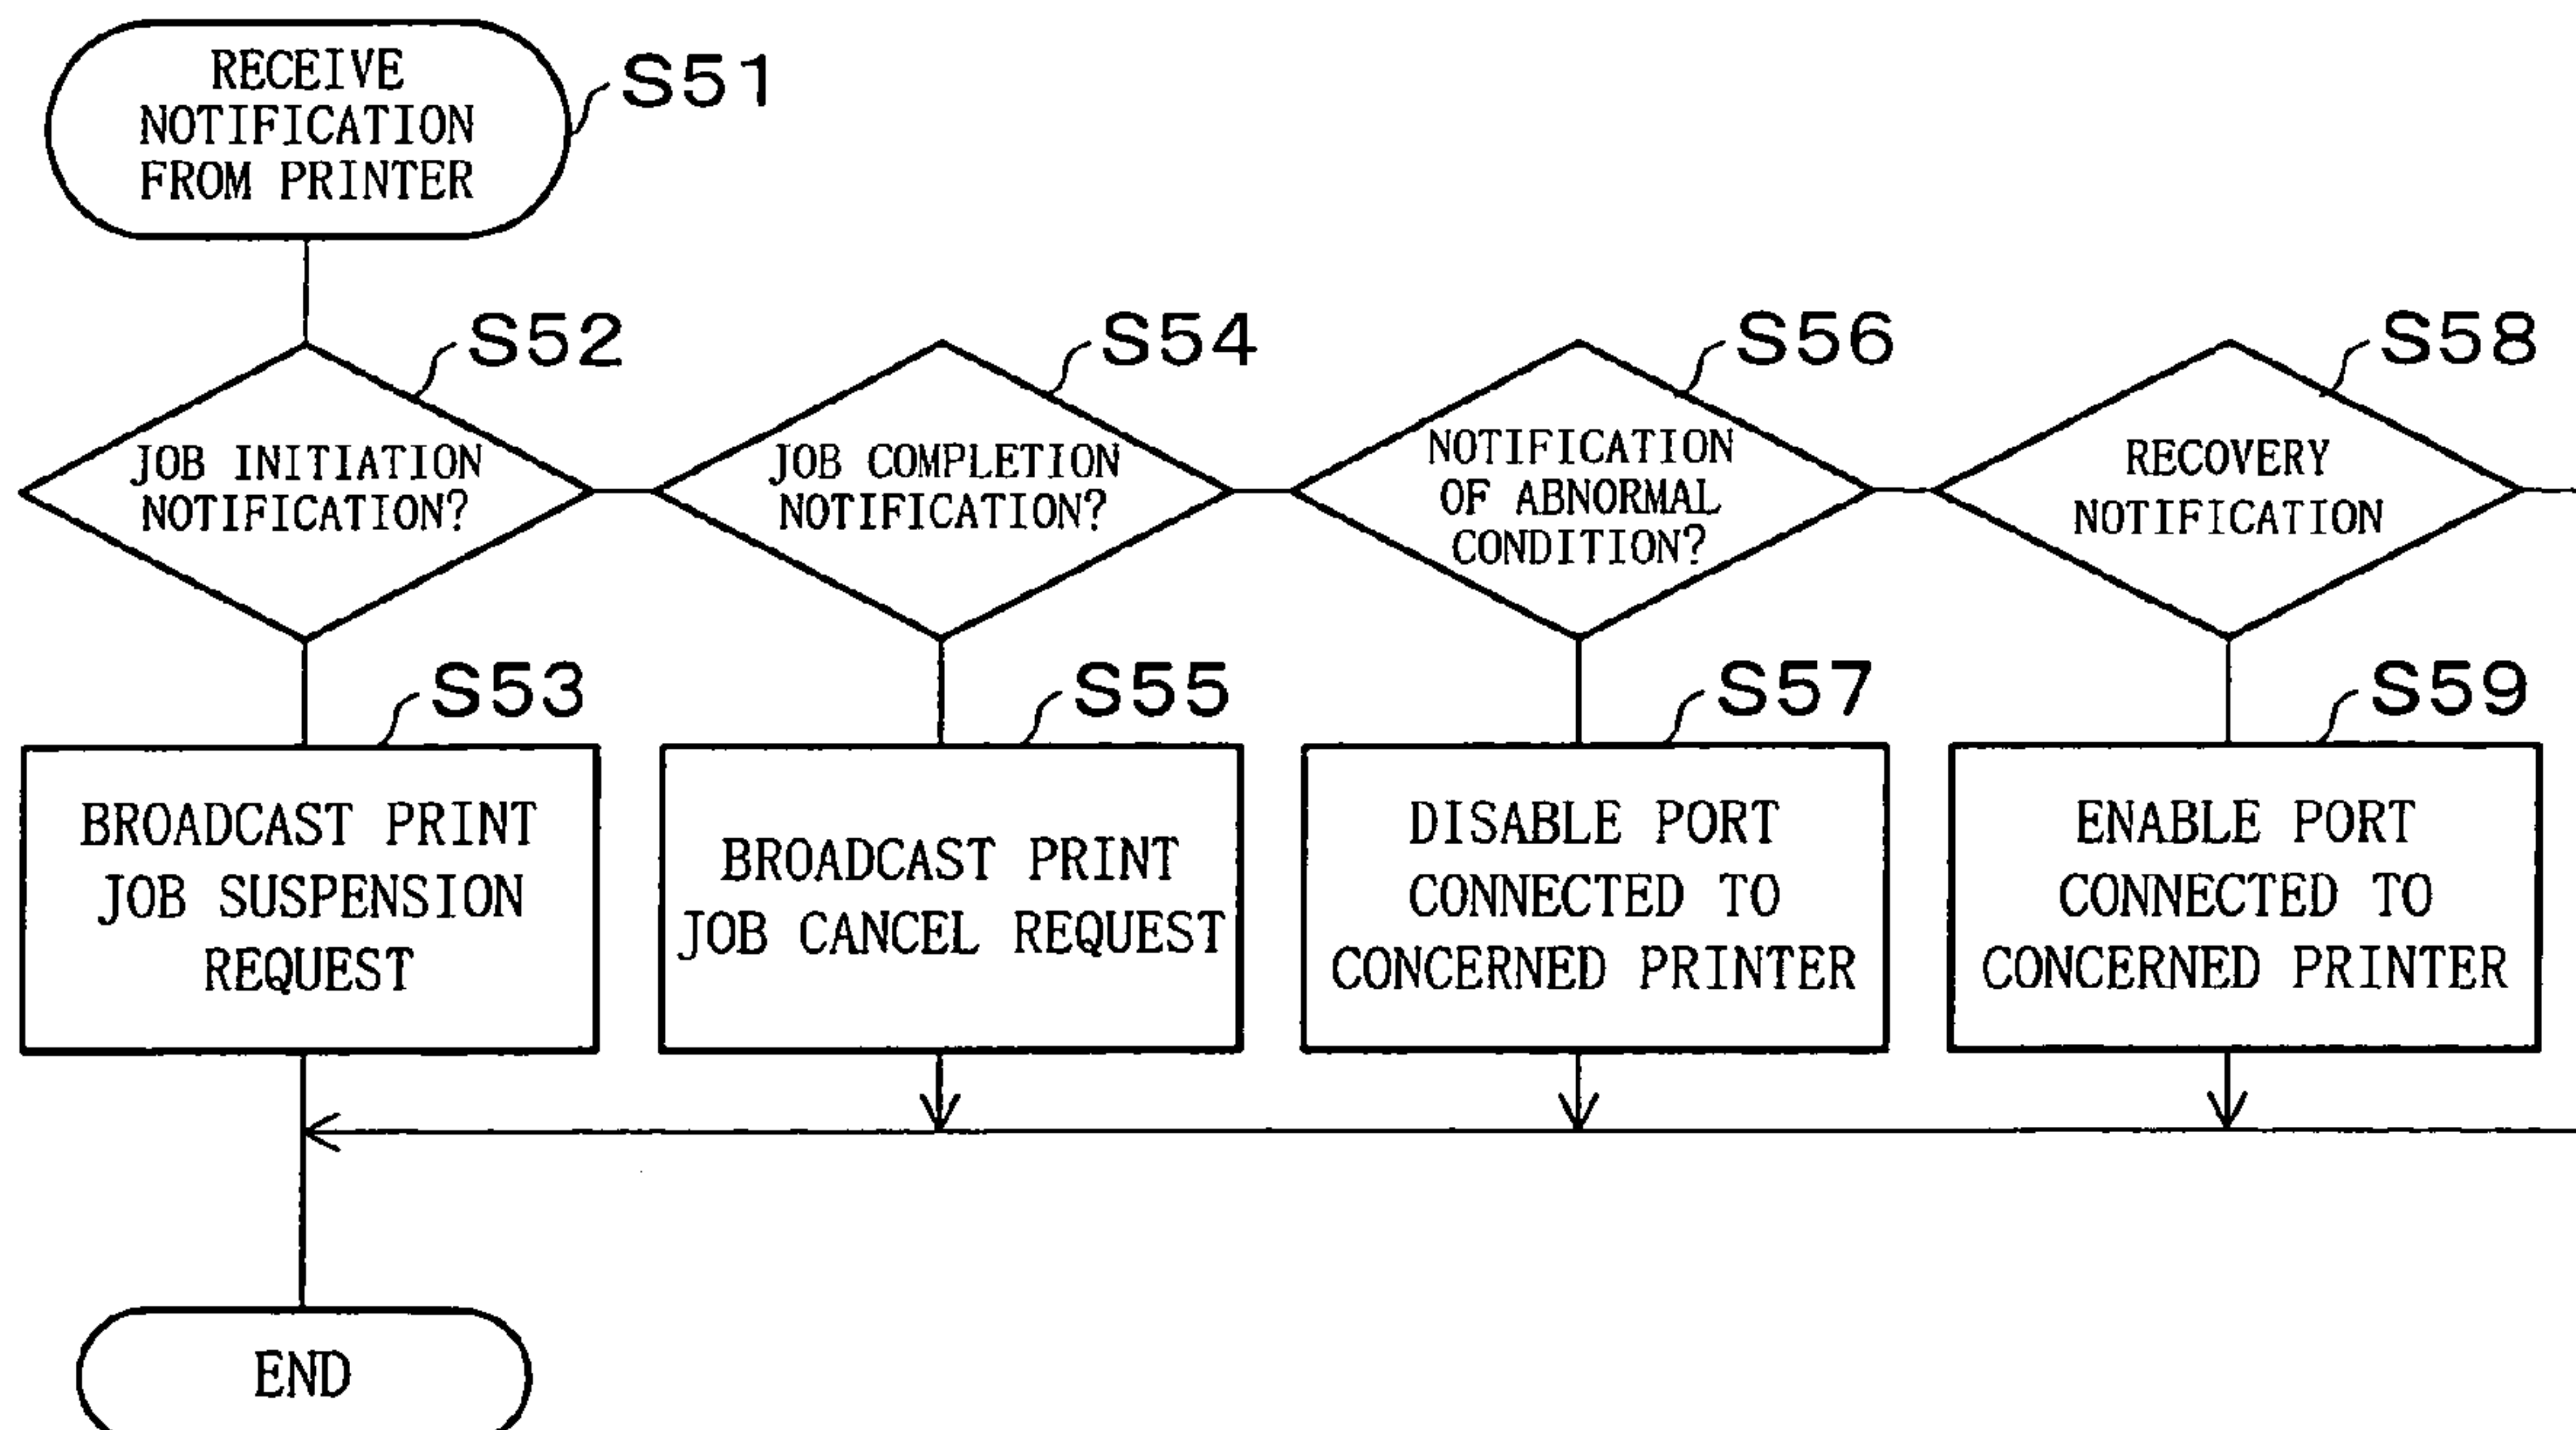 RECEIVE
NOTIFICATION
FROM PRINTER
S51
S52
JOB INITIATION
NOTIFICATION?
S54
JOB COMPLETION
NOTIFICATION?
S56
NOTIFICATION
OF ABNORMAL
CONDITION?
S58
RECOVERY
NOTIFICATION
S53
BROADCAST PRINT
JOB SUSPENSION
REQUEST
S55
BROADCAST PRINT
JOB CANCEL REQUEST
S57
DISABLE PORT
CONNECTED TO
CONCERNED PRINTER
S59
ENABLE PORT
CONNECTED TO
CONCERNED PRINTER
END